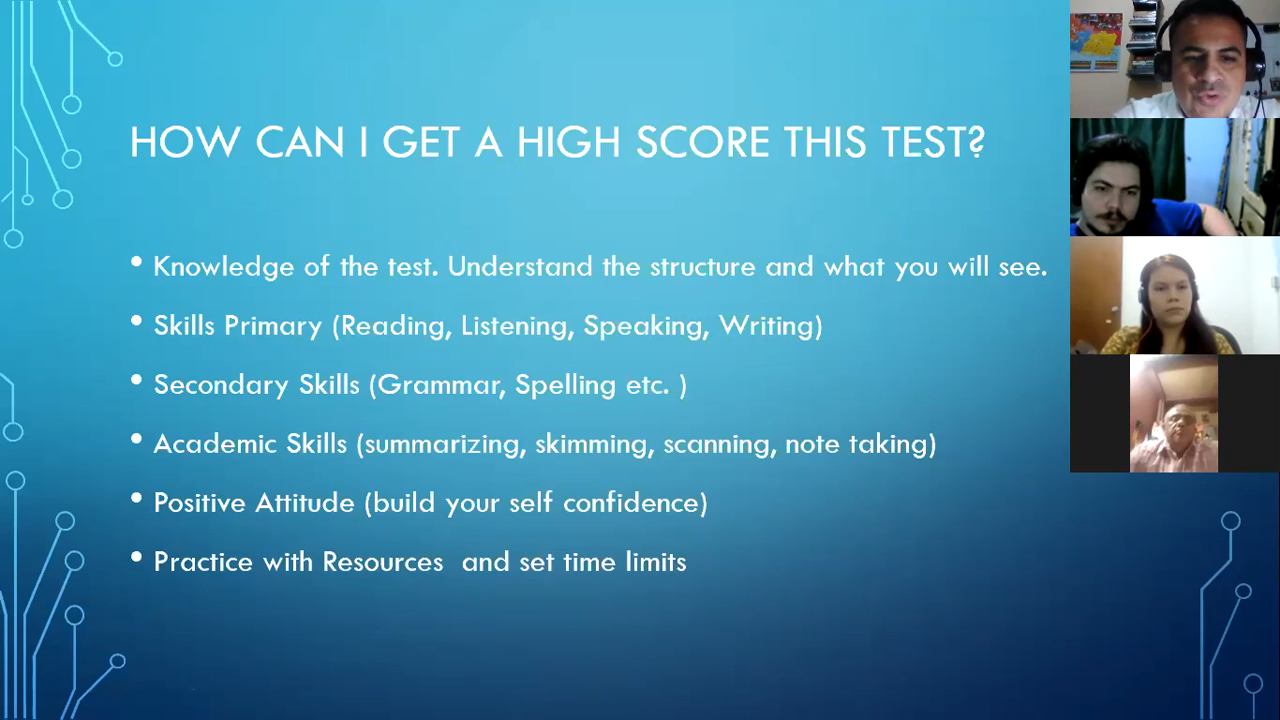 HOW CAN I GET A HIGH SCORE THIS TEST?
• Knowledge of the test. Understand the structure and what you will see.
• Skills Primary (Reading, Listening, Speaking, Writing)
• Secondary Skills (Grammar, Spelling etc. )
• Academic Skills (summarizing, skimming, scanning, note taking)
• Positive Attitude (build your self confidence)
• Practice with Resources  and set time limits